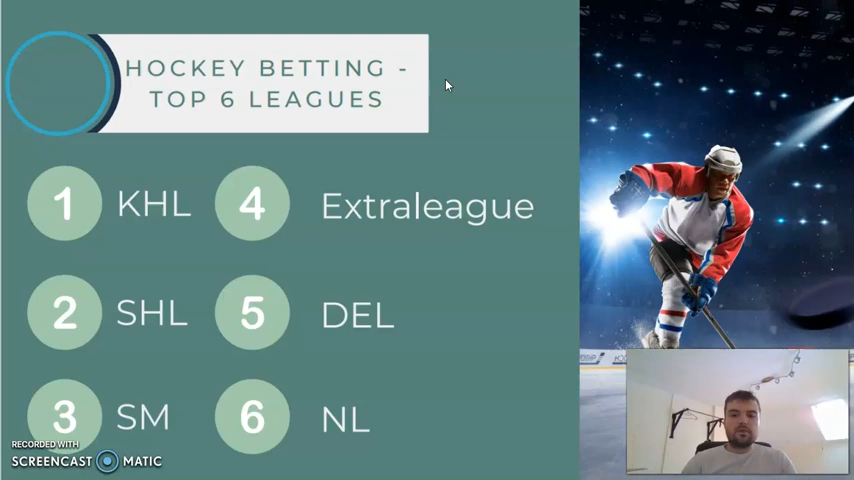 HOCKEY BETTING -
TOP 6 LEAGUES
1 KHL
2 SHL
3 SM
4 Extraleague
5 DEL
6 NL
RECORDED WITH
SCREENCAST MATIC